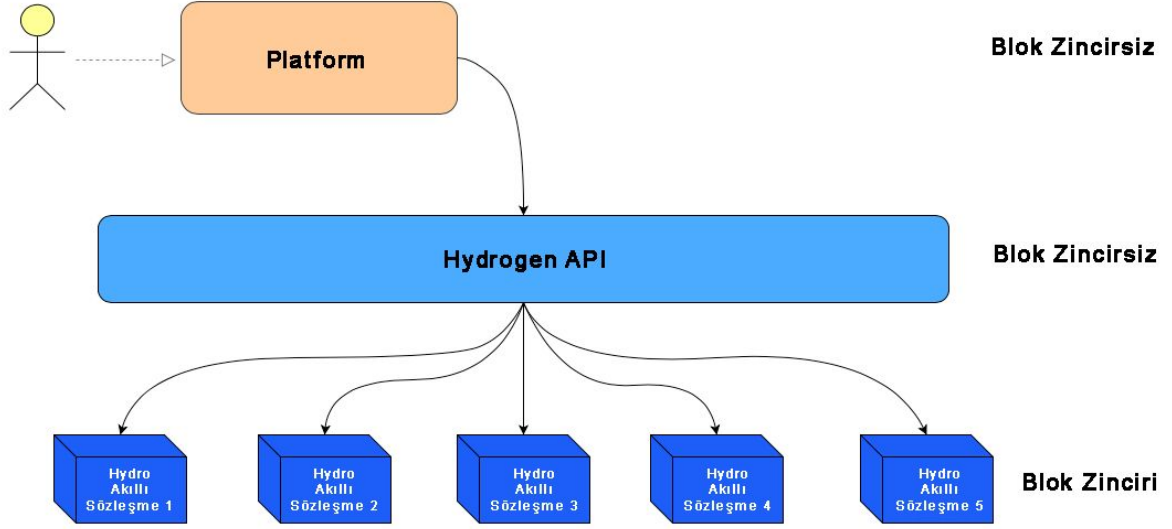 Platform
Blok Zincirsiz
Hydrogen API
Blok Zincirsiz
Hydro
Akıllı
Sözleşme 1
Hydro
Akıllı
Sözleşme 2
Hydro
Akıllı
Sözleşme 3
Hydro
Akıllı
Sözleşme 4
Hydro
Akıllı
Sözleşme 5
Blok Zinciri